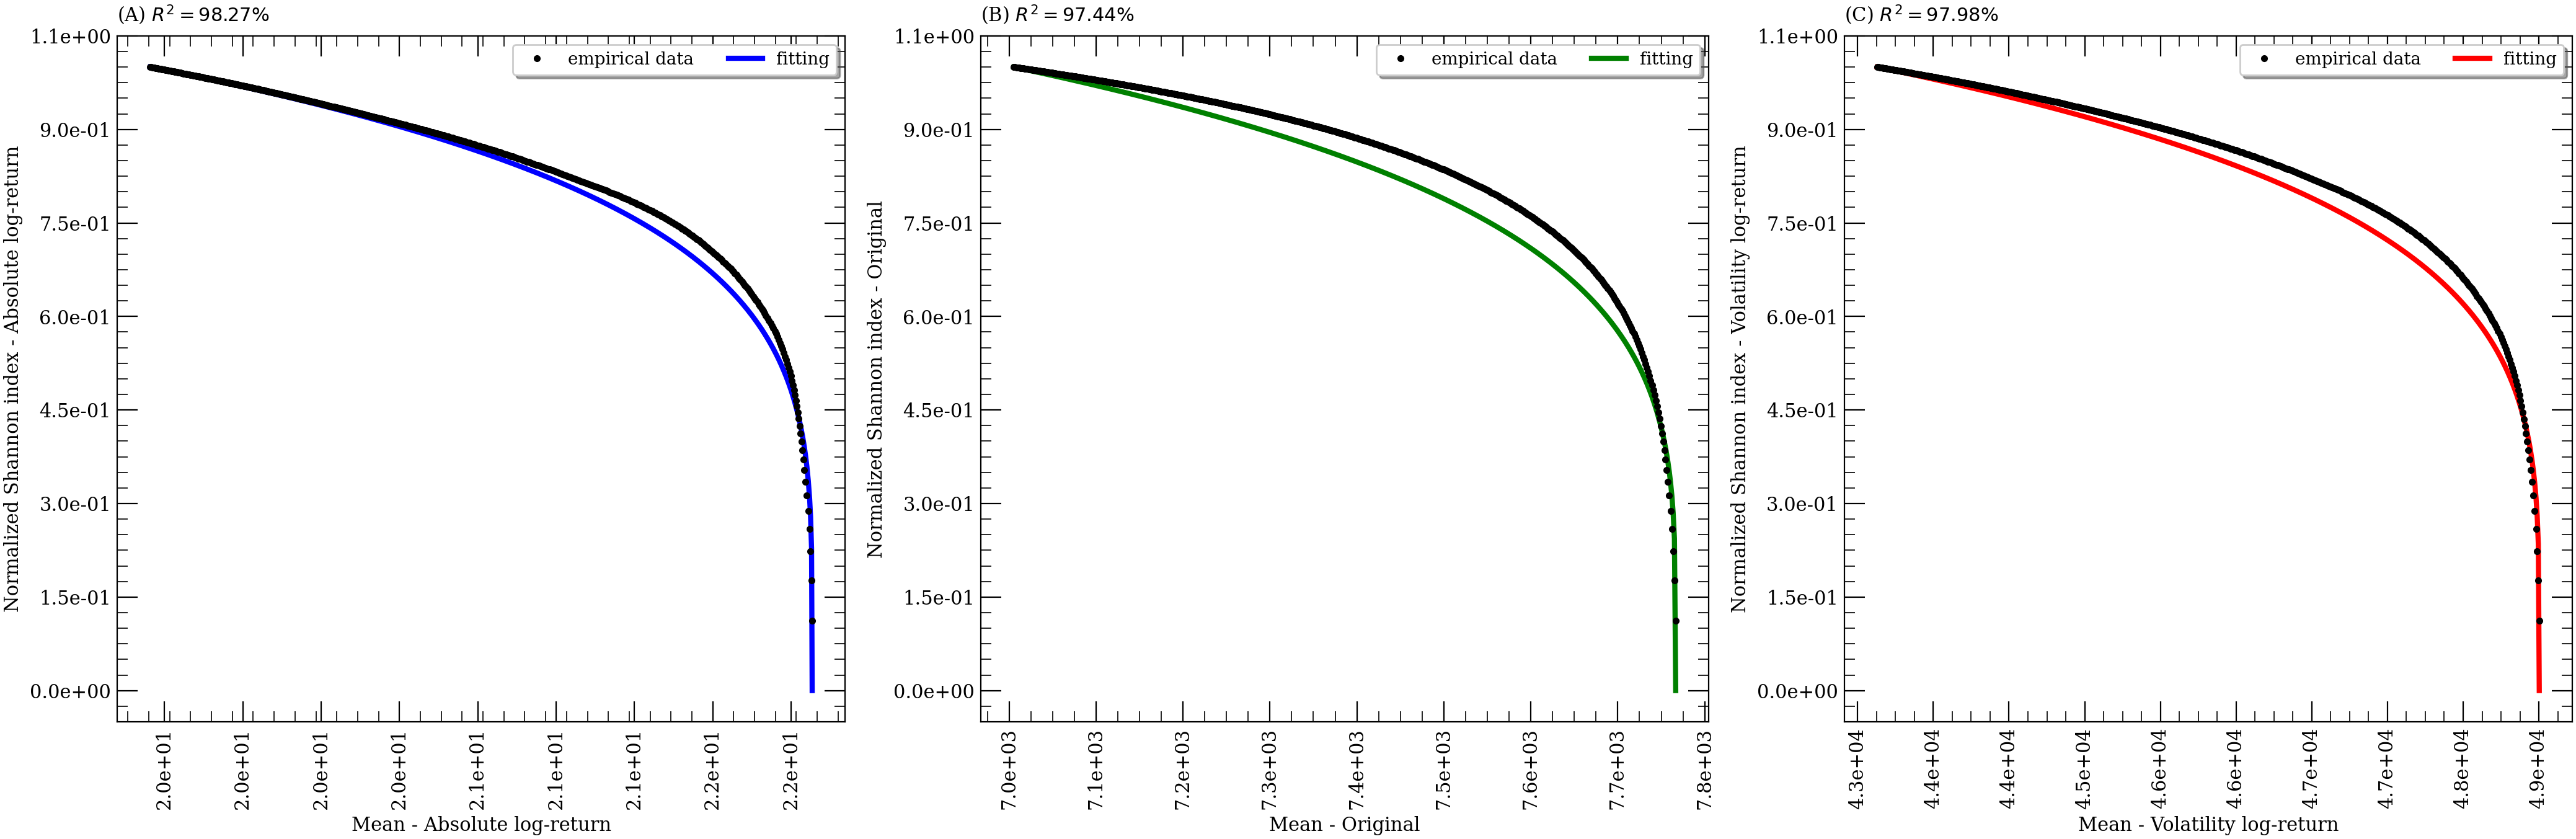 (A) R² = 98.27%
empirical data
fitting
1.1e+00
9.0e-01
7.5e-01
6.0e-01
4.5e-01
3.0e-01
1.5e-01
0.0e+00
Normalized Shannon index - Absolute log-return
2.0e+01
2.0e+01
2.0e+01
2.0e+01
2.1e+01
2.1e+01
2.1e+01
2.2e+01
2.2e+01
Mean - Absolute log-return
(B) R² = 97.44%
empirical data
fitting
1.1e+00
9.0e-01
7.5e-01
6.0e-01
4.5e-01
3.0e-01
1.5e-01
0.0e+00
Normalized Shannon index - Original
7.0e+03
7.1e+03
7.2e+03
7.3e+03
7.4e+03
7.5e+03
7.6e+03
7.7e+03
7.8e+03
Mean - Original
(C) R² = 97.98%
empirical data
fitting
1.1e+00
9.0e-01
7.5e-01
6.0e-01
4.5e-01
3.0e-01
1.5e-01
0.0e+00
Normalized Shannon index - Volatility log-return
4.3e+04
4.4e+04
4.4e+04
4.5e+04
4.6e+04
4.6e+04
4.7e+04
4.7e+04
4.8e+04
4.9e+04
Mean - Volatility log-return